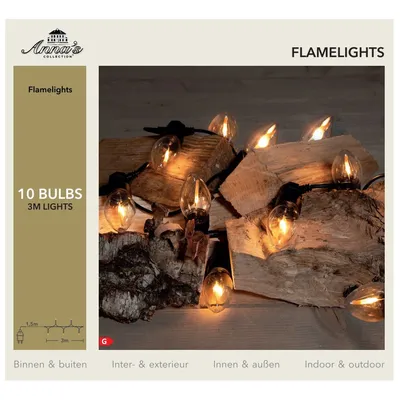 Anna's
COLLECTION
FLAMELIGHTS
Flamelights
10 BULBS
3M LIGHTS
1,5m
3m
G
Binnen & buiten
Inter- & exterieur
Innen & außen
Indoor & outdoor